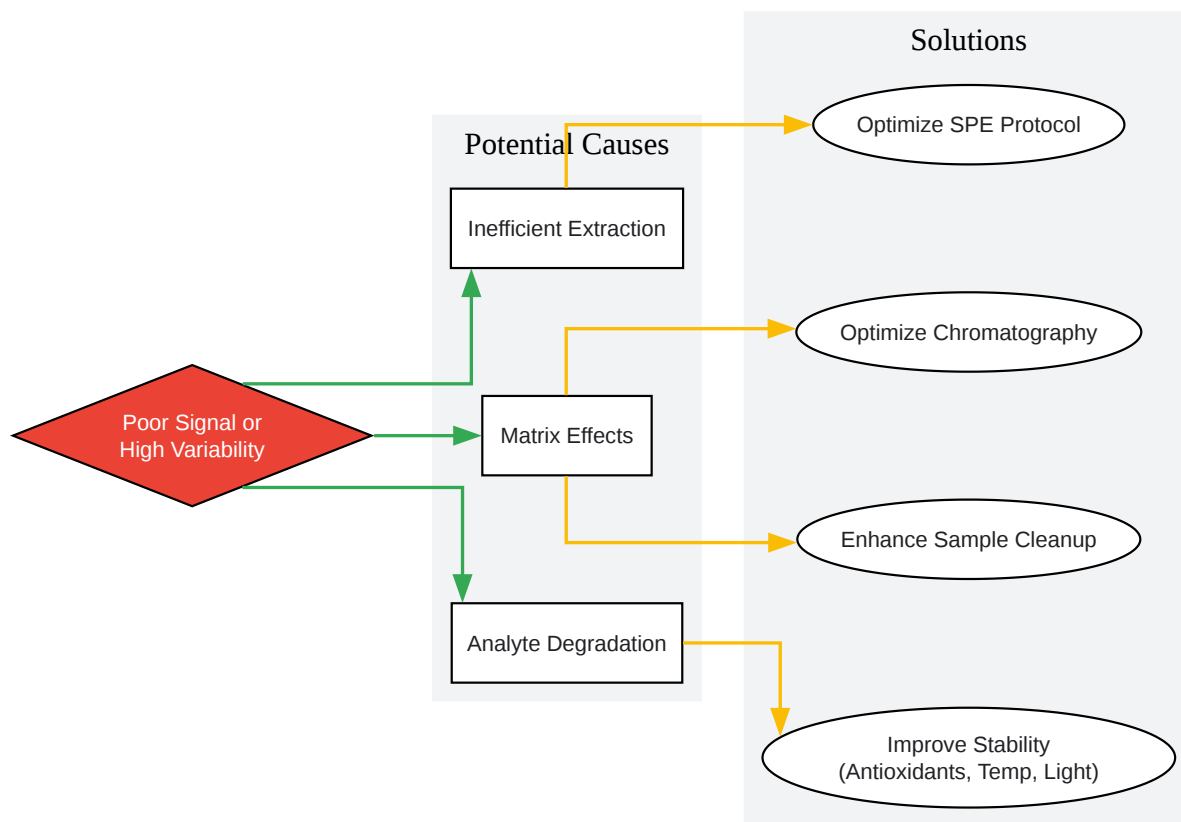 Solutions
Optimize SPE Protocol
Potential Causes
Inefficient Extraction
Optimize Chromatography
Poor Signal or
High Variability
Matrix Effects
Enhance Sample Cleanup
Analyte Degradation
Improve Stability
(Antioxidants, Temp, Light)